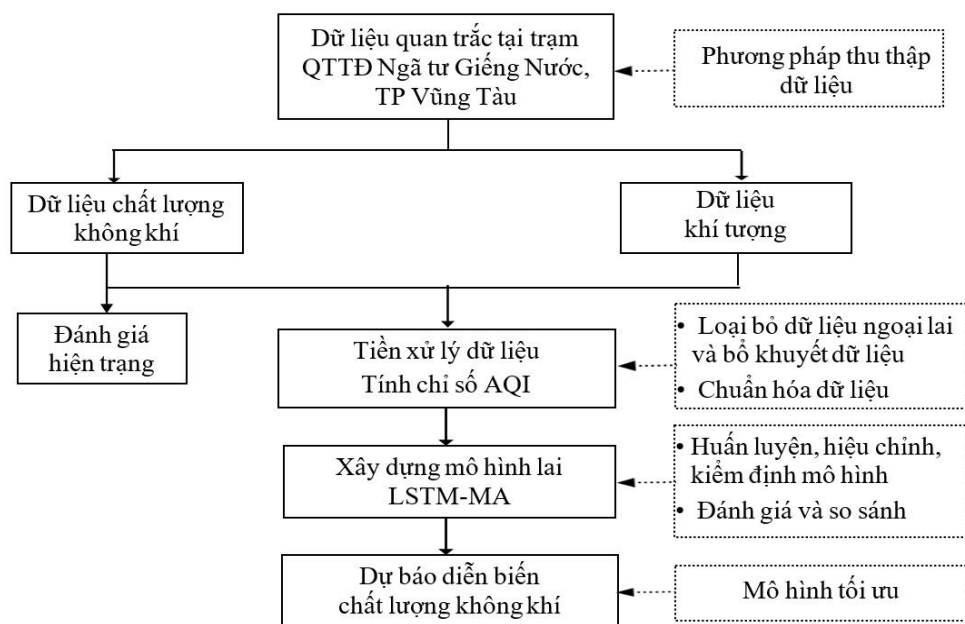 Dữ liệu quan trắc tại trạm
QTTĐ Ngã tư Giếng Nước,
TP Vũng Tàu
Phương pháp thu thập
dữ liệu
Dữ liệu chất lượng
không khí
Dữ liệu
khí tượng
Đánh giá
hiện trạng
Tiền xử lý dữ liệu
Tính chỉ số AQI
• Loại bỏ dữ liệu ngoại lai
và bổ khuyết dữ liệu
• Chuẩn hóa dữ liệu
Xây dựng mô hình lai
LSTM-MA
• Huấn luyện, hiệu chỉnh,
kiểm định mô hình
• Đánh giá và so sánh
Dự báo diễn biến
chất lượng không khí
Mô hình tối ưu